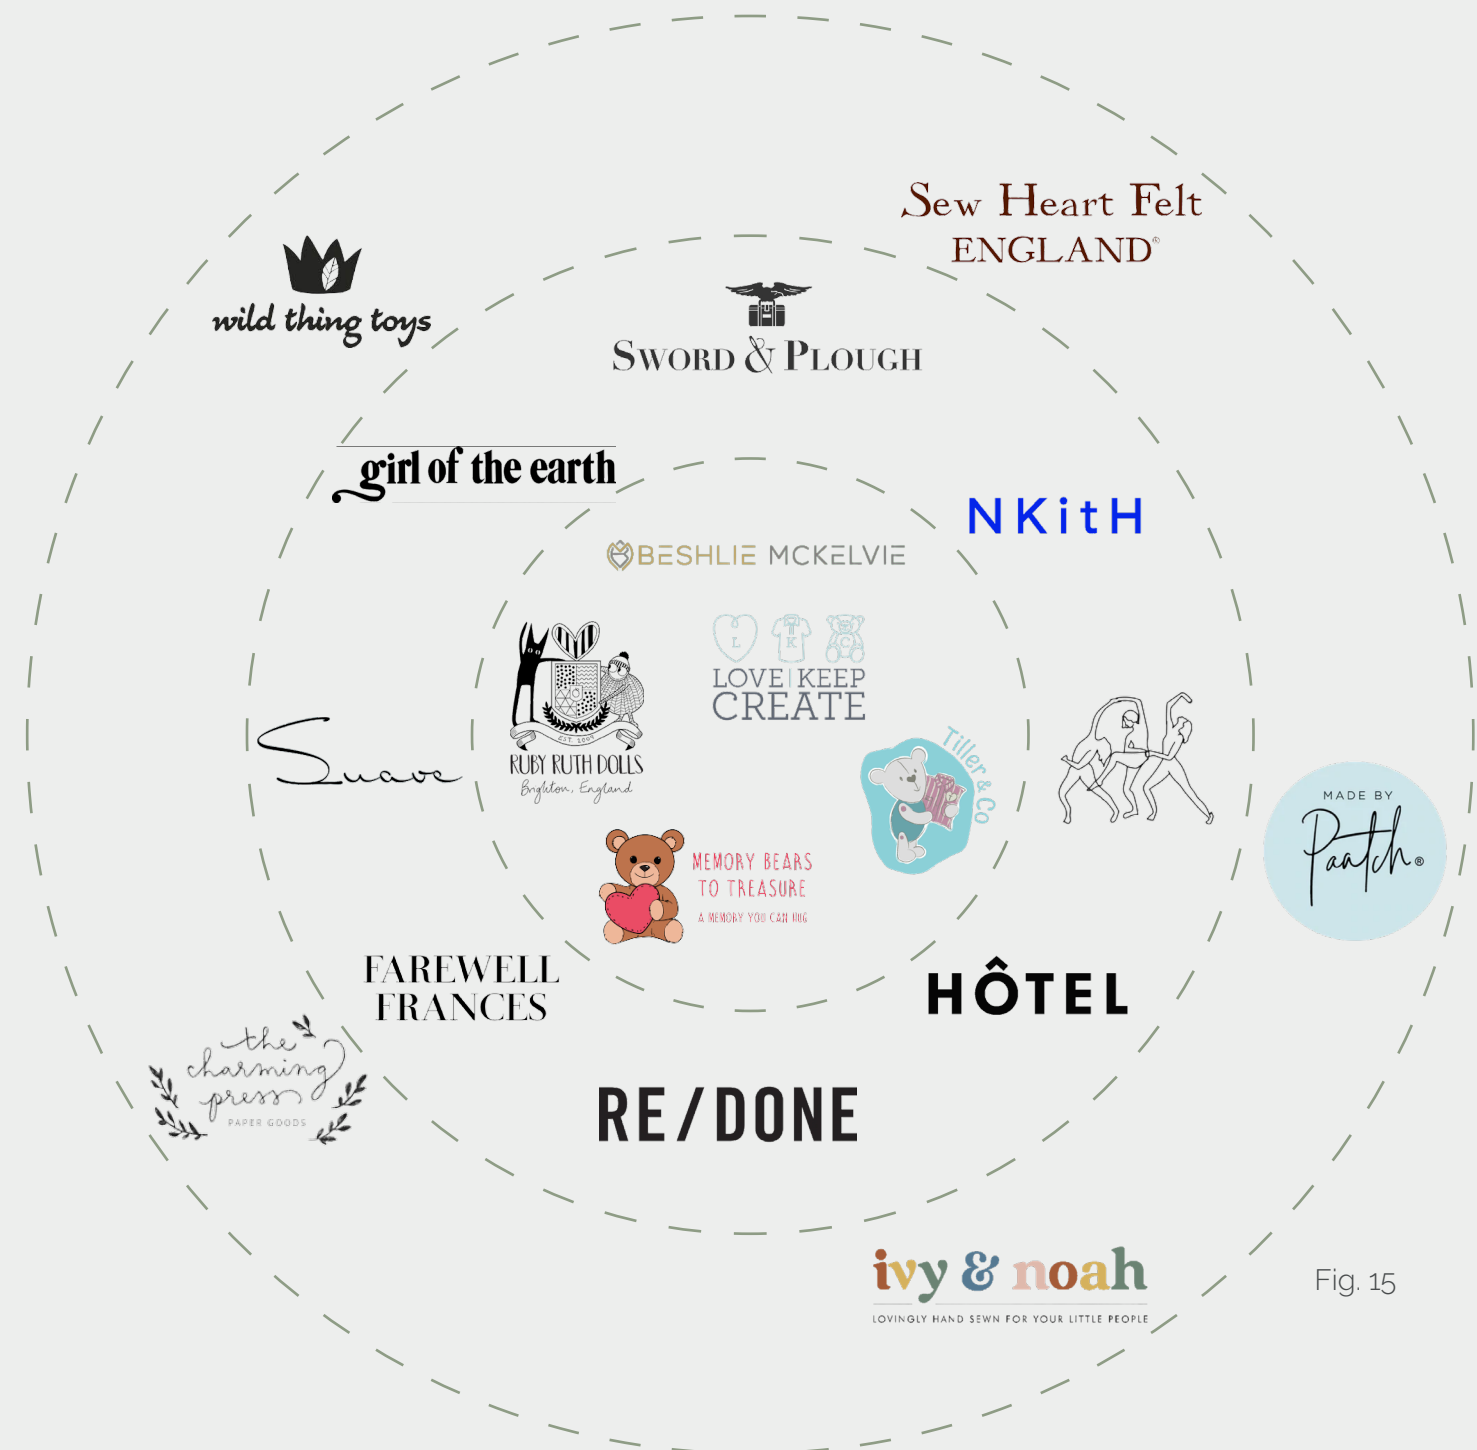 Sew Heart Felt
ENGLAND®
wild thing toys
SWORD & PLOUGH
girl of the earth
NKitH
BESHLIE MCKELVIE
L K C
LOVE | KEEP
CREATE
EST. 2009
RUBY RUTH DOLLS
Brighton, England
Suave
Tiller & Co
MADE BY
Paatch®
MEMORY BEARS
TO TREASURE
A MEMORY YOU CAN HUG
FAREWELL
FRANCES
HÔTEL
the
charming
press
PAPER GOODS
RE/DONE
ivy & noah
LOVINGLY HAND SEWN FOR YOUR LITTLE PEOPLE
Fig. 15